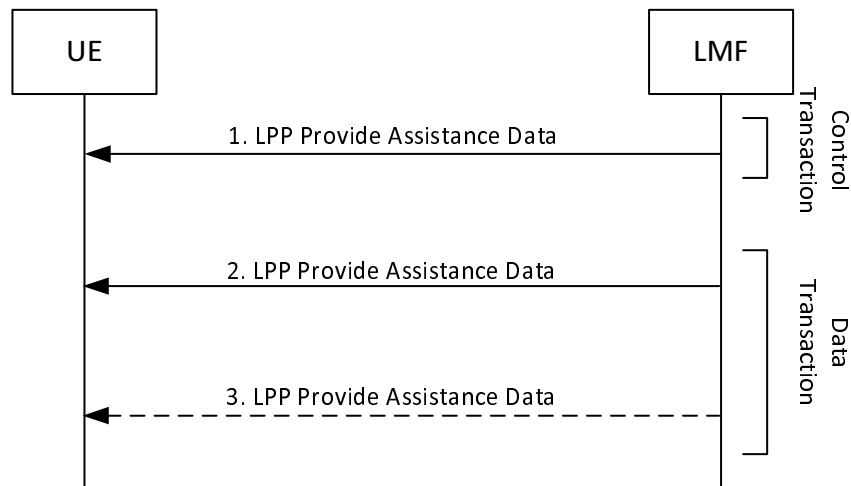 UE
LMF
1. LPP Provide Assistance Data
Control
Transaction
2. LPP Provide Assistance Data
Data
Transaction
3. LPP Provide Assistance Data